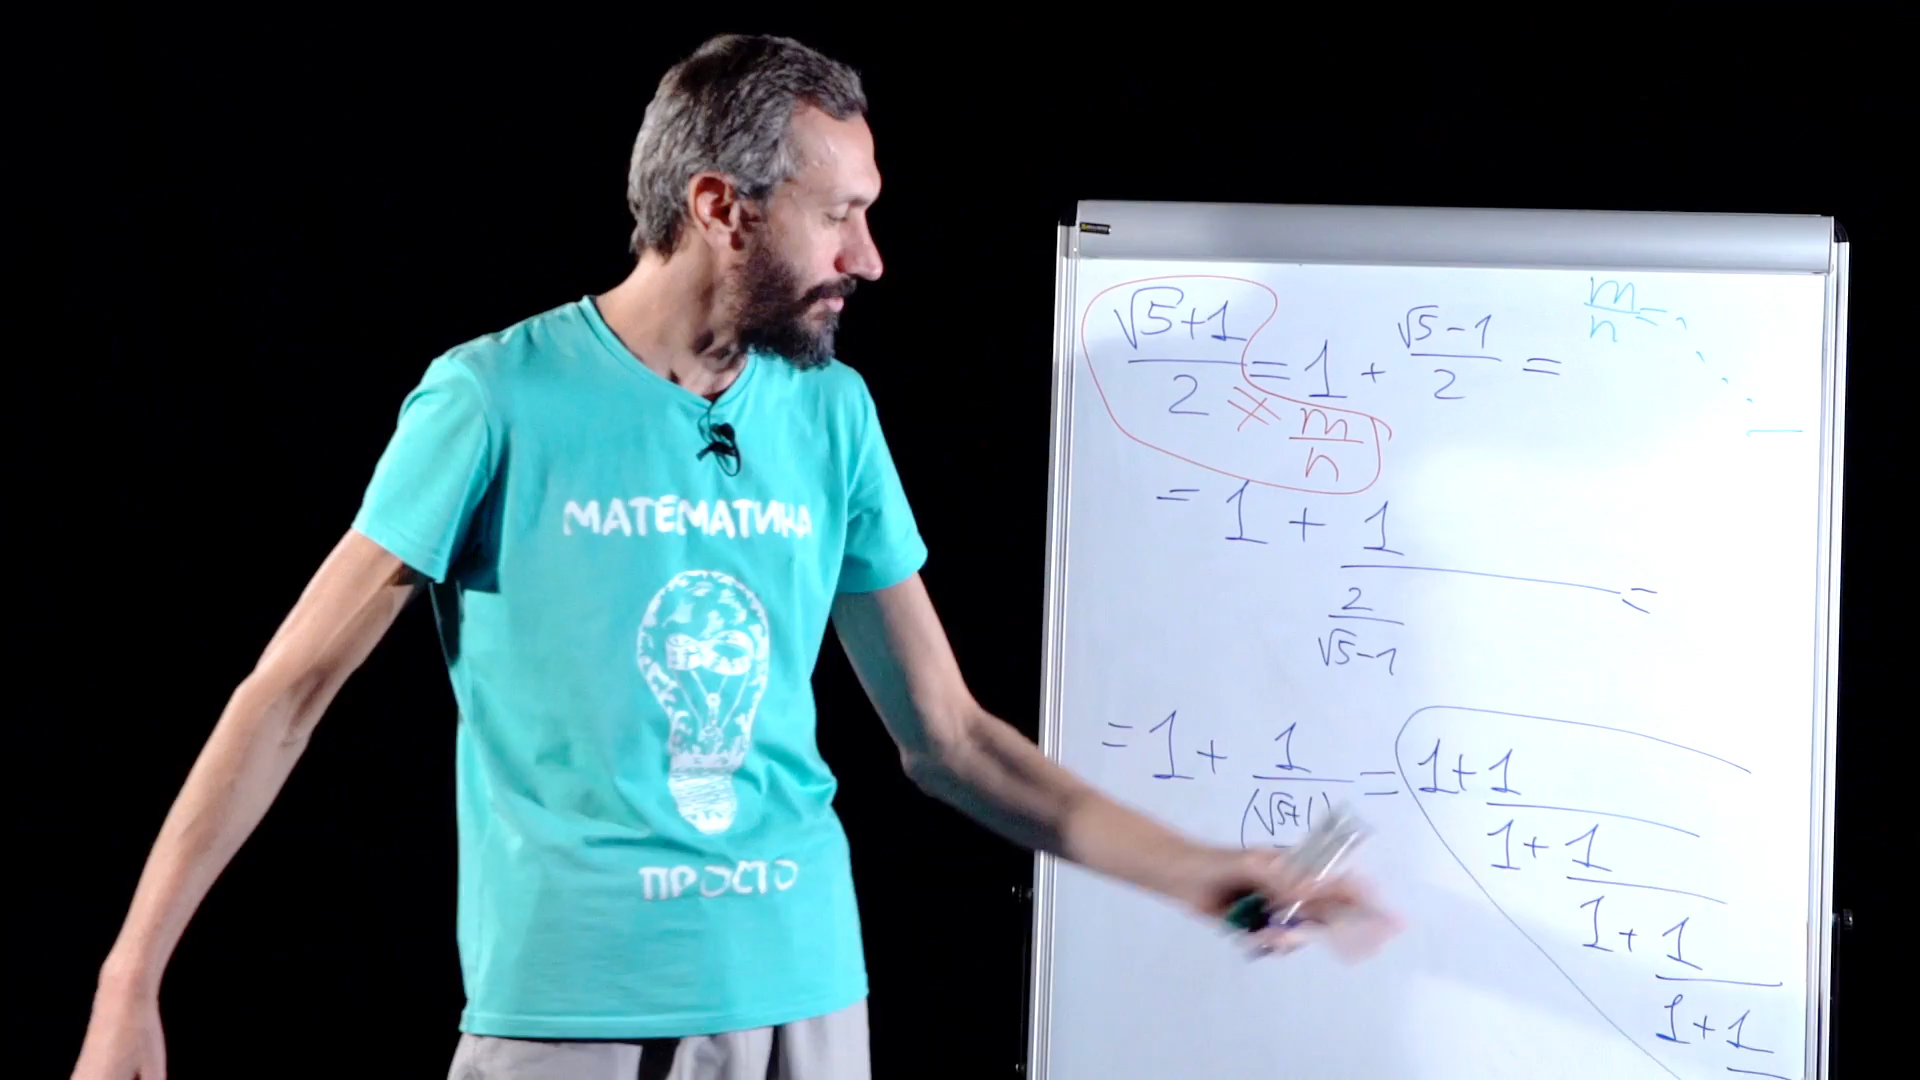 МАТЕМАТИКА
ПРОСТО
√5+1 / 2 = 1 + √5-1 / 2 =
≠ m / n
m / n =
= 1 + 1 / 2 / √5-1 =
= 1 + 1 / (√5+1 = 1 + 1
1 + 1
1 + 1
1 + 1